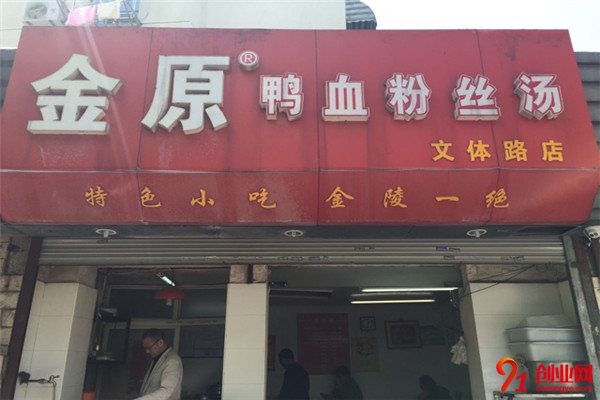 金原®鸭血粉丝汤
文体路店
特色小吃 金陵一绝
创业网